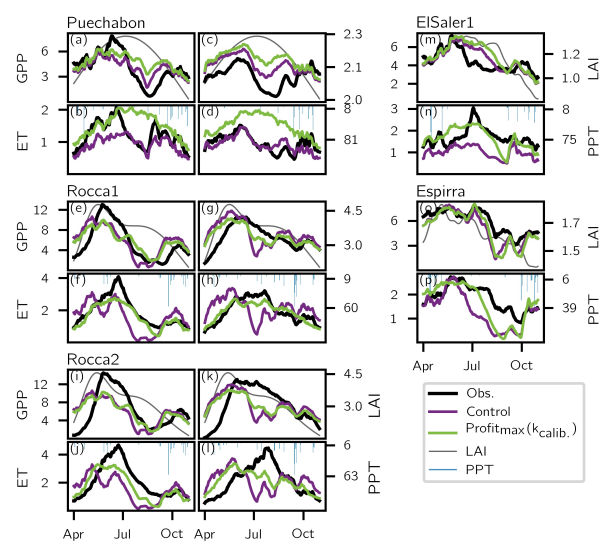 Puechabon
ElSaler1
(a)
(c)
(m)
GPP
6
3
2.3
2.1
2.0
6
4
2
1.2
1.0
LAI
(b)
(d)
(n)
ET
2
1
8
81
3
2
1
8
75
PPT
Rocca1
Espirra
(e)
(g)
(o)
GPP
12
8
4
4.5
3.0
6
3
1.7
1.5
LAI
(f)
(h)
(p)
ET
4
2
9
60
2
1
6
39
PPT
Apr
Jul
Oct
Rocca2
(i)
(k)
GPP
12
8
4
4.5
3.0
LAI
(j)
(l)
ET
4
2
6
63
PPT
Apr
Jul
Oct
Apr
Jul
Oct
Obs.
Control
Profitmax(kcalib.)
LAI
PPT